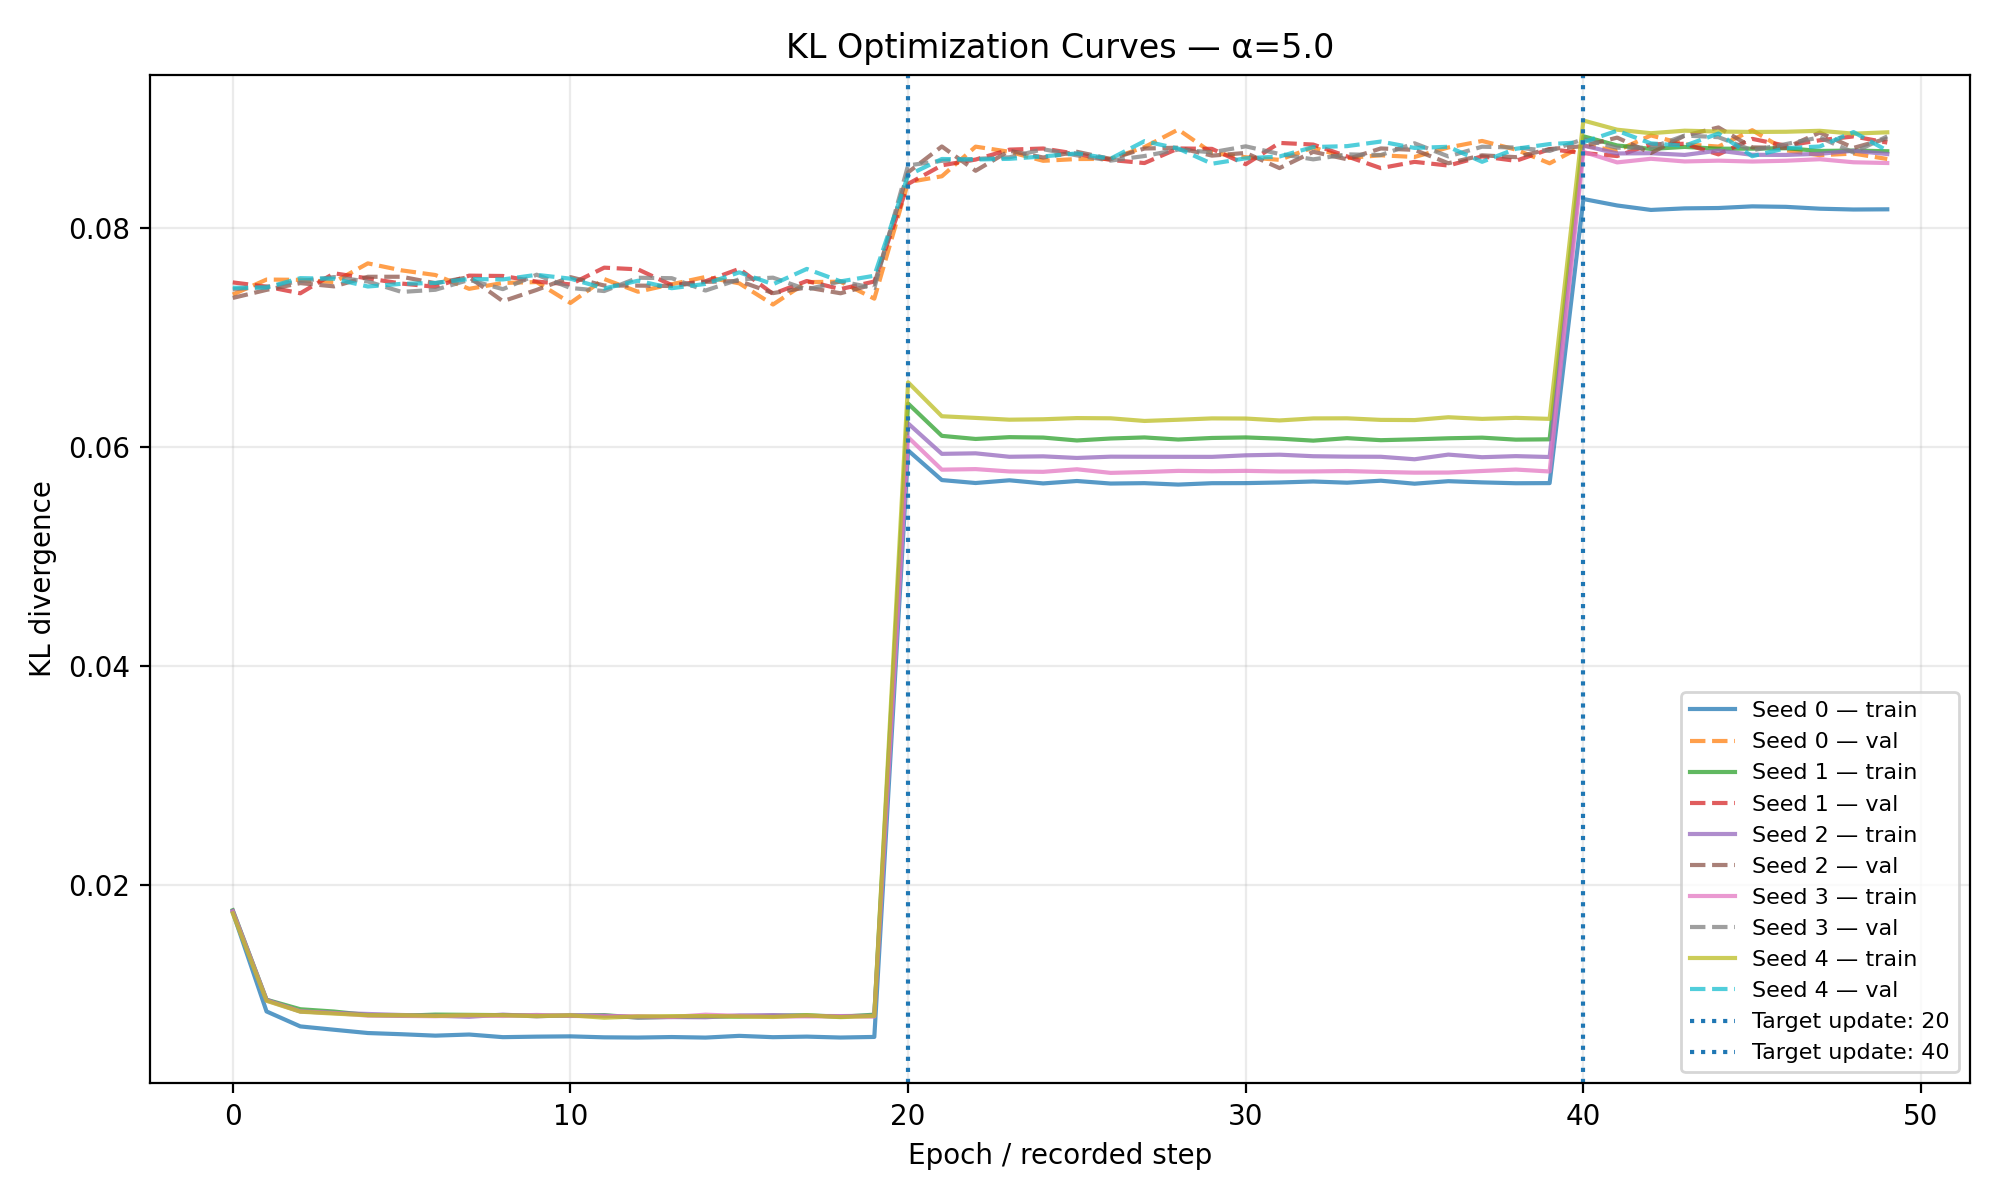 KL Optimization Curves — α=5.0
KL divergence
0.08
0.06
0.04
0.02
0
10
20
30
40
50
Epoch / recorded step
Seed 0 — train
Seed 0 — val
Seed 1 — train
Seed 1 — val
Seed 2 — train
Seed 2 — val
Seed 3 — train
Seed 3 — val
Seed 4 — train
Seed 4 — val
Target update: 20
Target update: 40